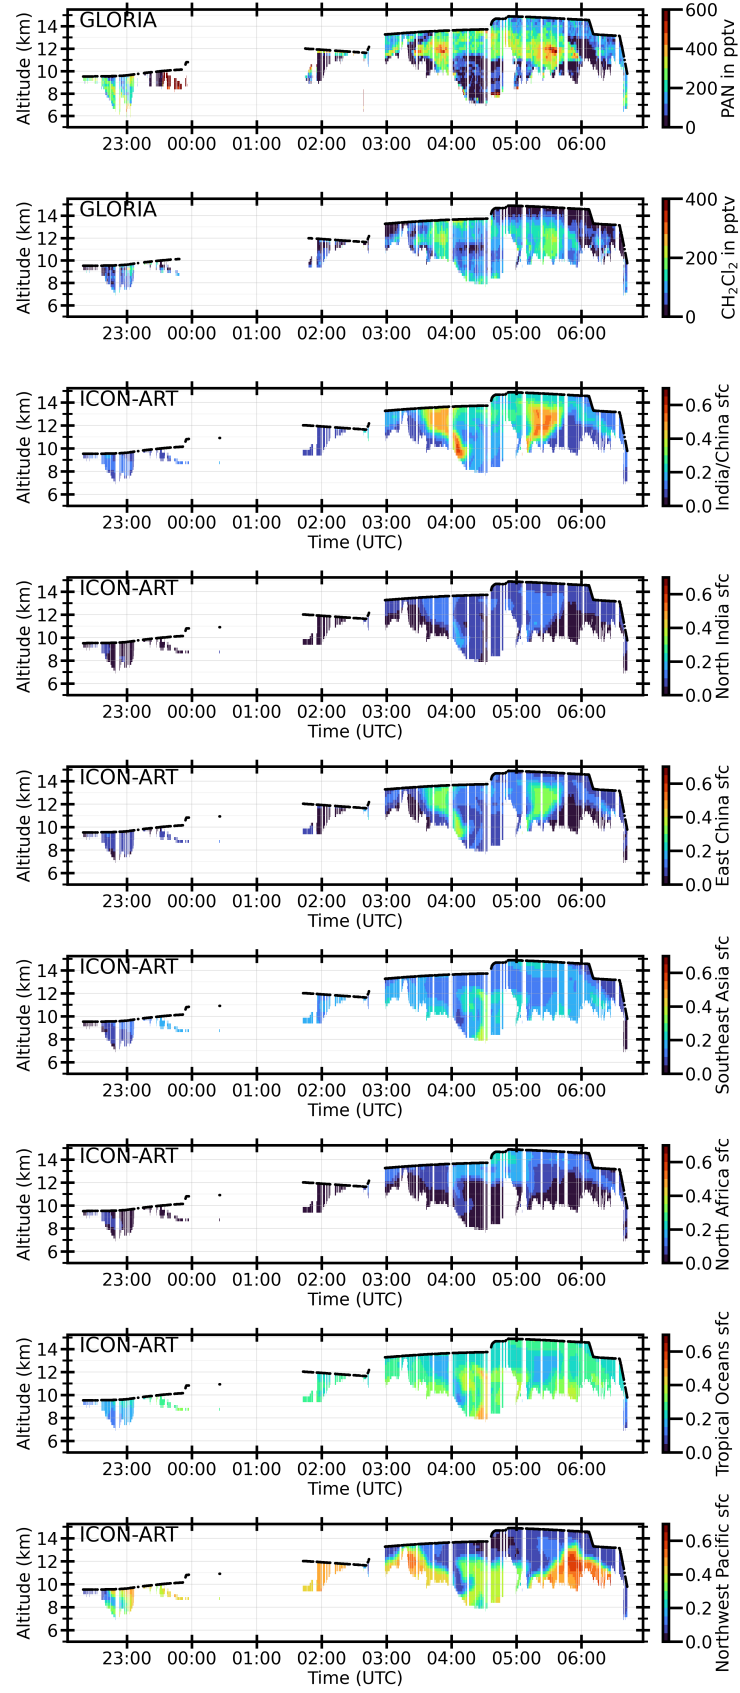 GLORIA
Altitude (km)
14
12
10
8
6
23:00 00:00 01:00 02:00 03:00 04:00 05:00 06:00
600
400
200
0
PAN in pptv
GLORIA
Altitude (km)
14
12
10
8
6
23:00 00:00 01:00 02:00 03:00 04:00 05:00 06:00
400
200
0
CH₂Cl₂ in pptv
ICON-ART
Altitude (km)
14
12
10
8
6
23:00 00:00 01:00 02:00 03:00 04:00 05:00 06:00
Time (UTC)
0.6
0.4
0.2
0.0
India/China sfc
ICON-ART
Altitude (km)
14
12
10
8
6
23:00 00:00 01:00 02:00 03:00 04:00 05:00 06:00
Time (UTC)
0.6
0.4
0.2
0.0
North India sfc
ICON-ART
Altitude (km)
14
12
10
8
6
23:00 00:00 01:00 02:00 03:00 04:00 05:00 06:00
Time (UTC)
0.6
0.4
0.2
0.0
East China sfc
ICON-ART
Altitude (km)
14
12
10
8
6
23:00 00:00 01:00 02:00 03:00 04:00 05:00 06:00
Time (UTC)
0.6
0.4
0.2
0.0
Southeast Asia sfc
ICON-ART
Altitude (km)
14
12
10
8
6
23:00 00:00 01:00 02:00 03:00 04:00 05:00 06:00
Time (UTC)
0.6
0.4
0.2
0.0
North Africa sfc
ICON-ART
Altitude (km)
14
12
10
8
6
23:00 00:00 01:00 02:00 03:00 04:00 05:00 06:00
Time (UTC)
0.6
0.4
0.2
0.0
Tropical Oceans sfc
ICON-ART
Altitude (km)
14
12
10
8
6
23:00 00:00 01:00 02:00 03:00 04:00 05:00 06:00
Time (UTC)
0.6
0.4
0.2
0.0
Northwest Pacific sfc